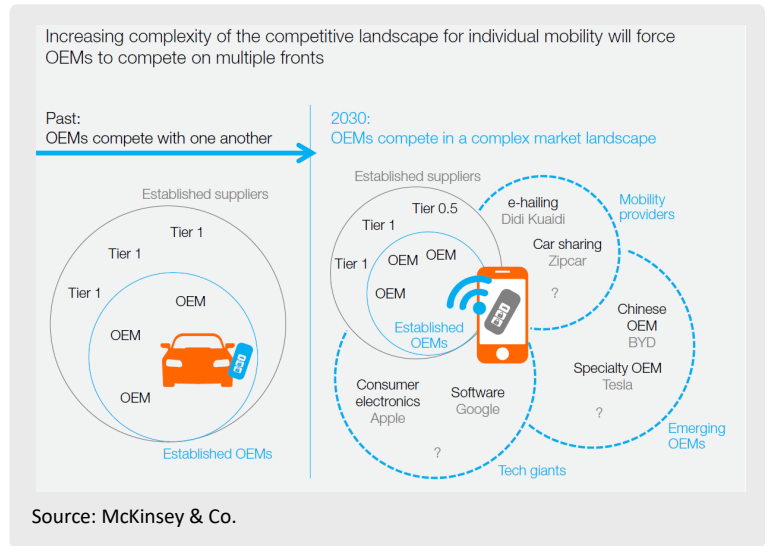 Increasing complexity of the competitive landscape for individual mobility will force
OEMs to compete on multiple fronts
Past:
OEMs compete with one another
Established suppliers
Tier 1
Tier 1
Tier 1
OEM
OEM
OEM
Established OEMs
2030:
OEMs compete in a complex market landscape
Established suppliers
Tier 0.5
Tier 1
Tier 1
OEM
OEM
OEM
Established
OEMs
e-hailing
Didi Kuaidi
Car sharing
Zipcar
?
Mobility
providers
Chinese
OEM
BYD
Specialty OEM
Tesla
?
Emerging
OEMs
Consumer
electronics
Apple
Software
Google
?
Tech giants
Source: McKinsey & Co.